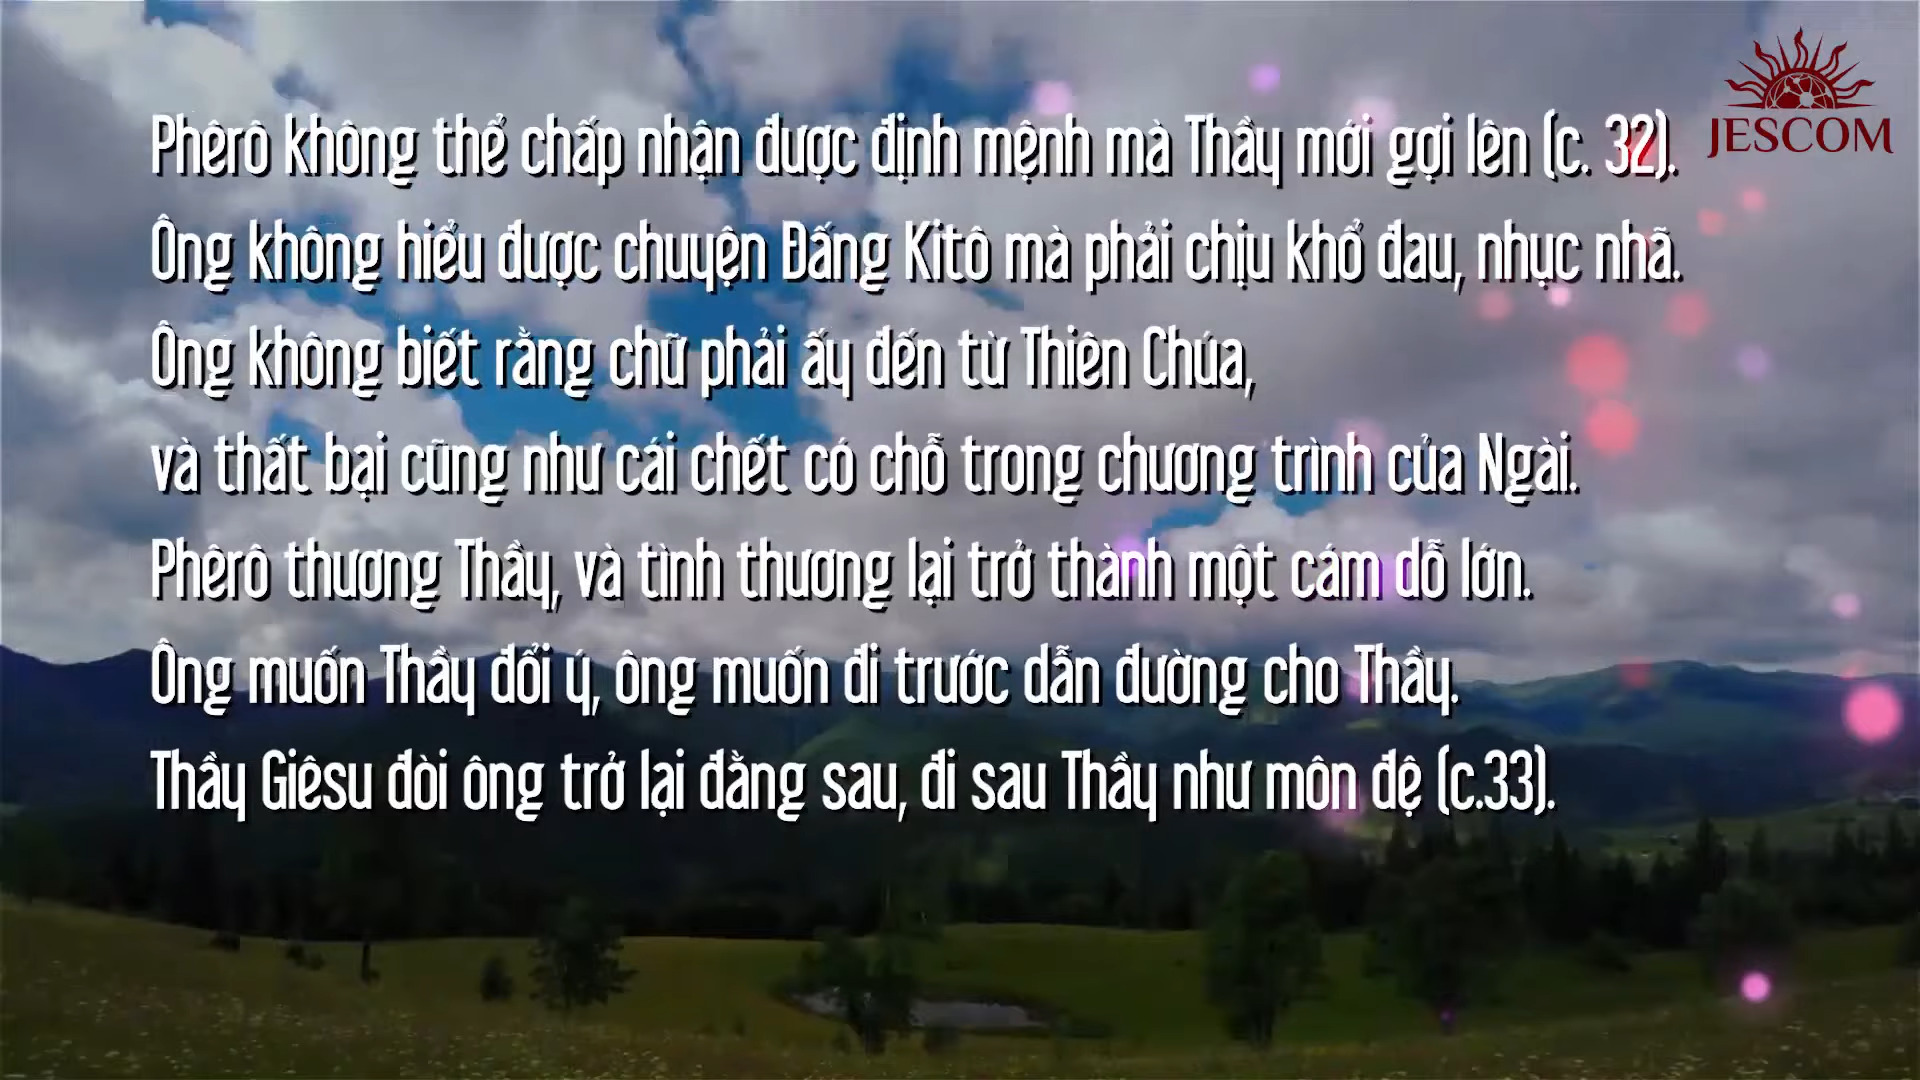 JESCOM
Phêrô không thể chấp nhận được định mệnh mà Thầy mới gợi lên (c. 32).
Ông không hiểu được chuyện Đấng Kitô mà phải chịu khổ đau, nhục nhã.
Ông không biết rằng chữ phải ấy đến từ Thiên Chúa,
và thất bại cũng như cái chết có chỗ trong chương trình của Ngài.
Phêrô thương Thầy, và tình thương lại trở thành một cám dỗ lớn.
Ông muốn Thầy đổi ý, ông muốn đi trước dẫn đường cho Thầy.
Thầy Giêsu đòi ông trở lại đằng sau, đi sau Thầy như môn đệ (c.33).